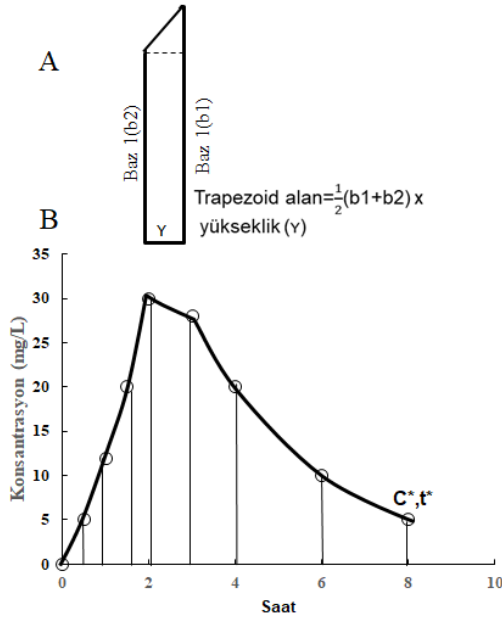 A
Baz 1(b2)
Baz 1(b1)
Y
Trapezoid alan=½(b1+b2) x
yükseklik (Y)
B
Konsantrasyon (mg/L)
35
30
25
20
15
10
5
0
C*,t*
0 2 4 6 8 10
Saat